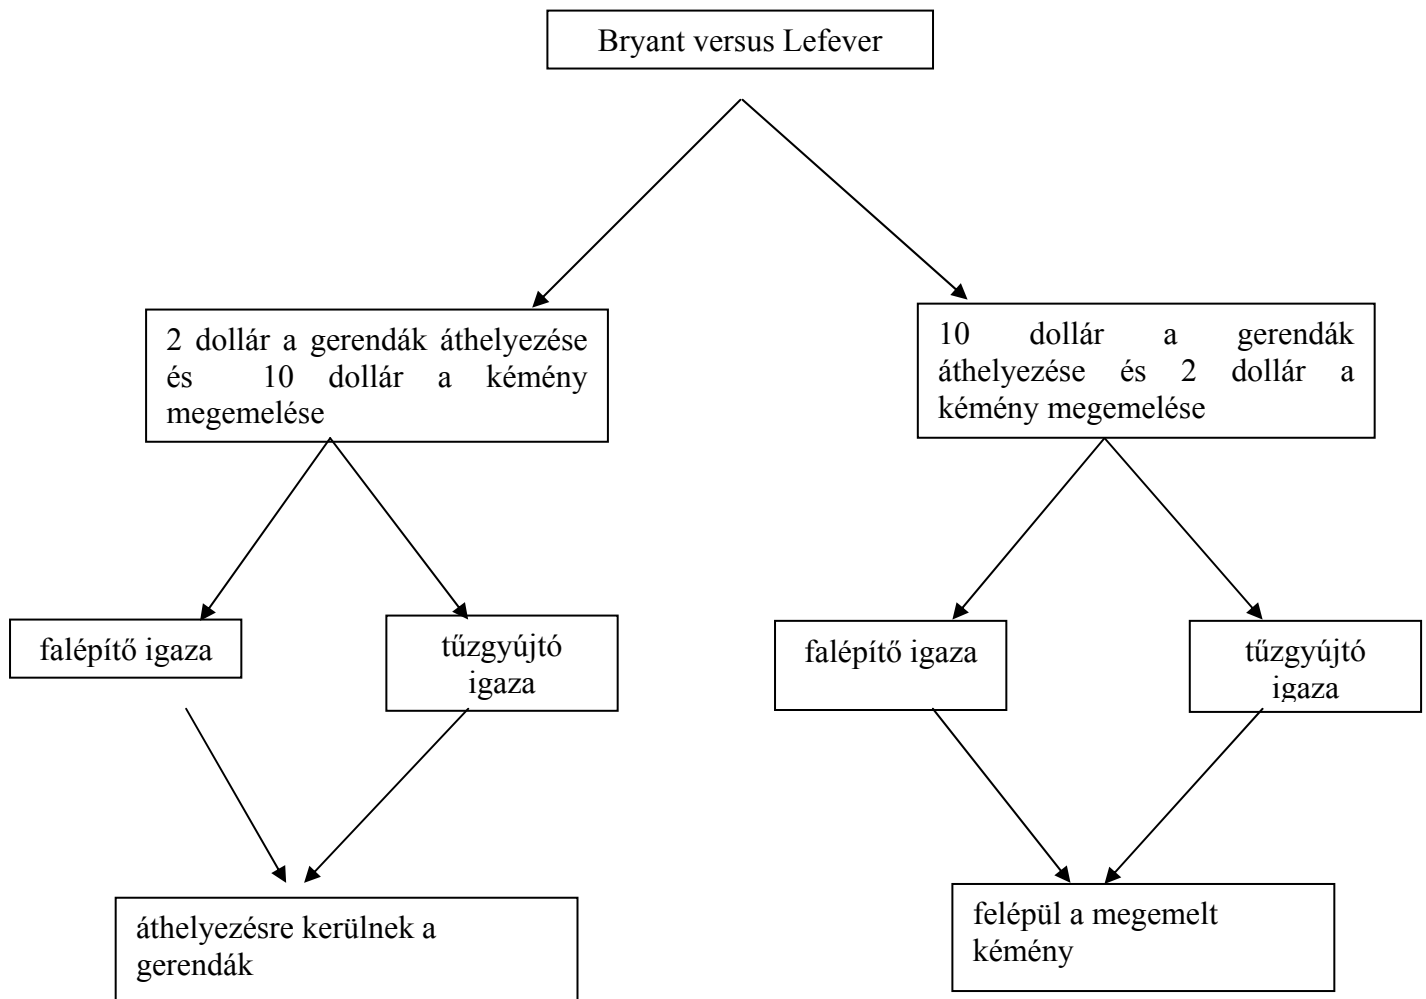 Bryant versus Lefever
2 dollár a gerendák áthelyezése
és 10 dollár a kémény
megemelése
10 dollár a gerendák
áthelyezése és 2 dollár a
kémény megemelése
falépítő igaza
tűzgyújtó
igaza
falépítő igaza
tűzgyújtó
igaza
áthelyezésre kerülnek a
gerendák
felépül a megemelt
kémény